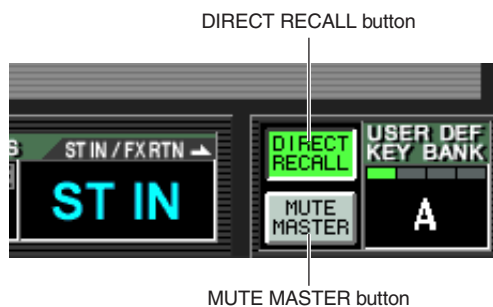 DIRECT RECALL button
S
ST IN / FX RTN
ST IN
DIRECT
RECALL
MUTE
MASTER
USER DEF
KEY BANK
A
MUTE MASTER button